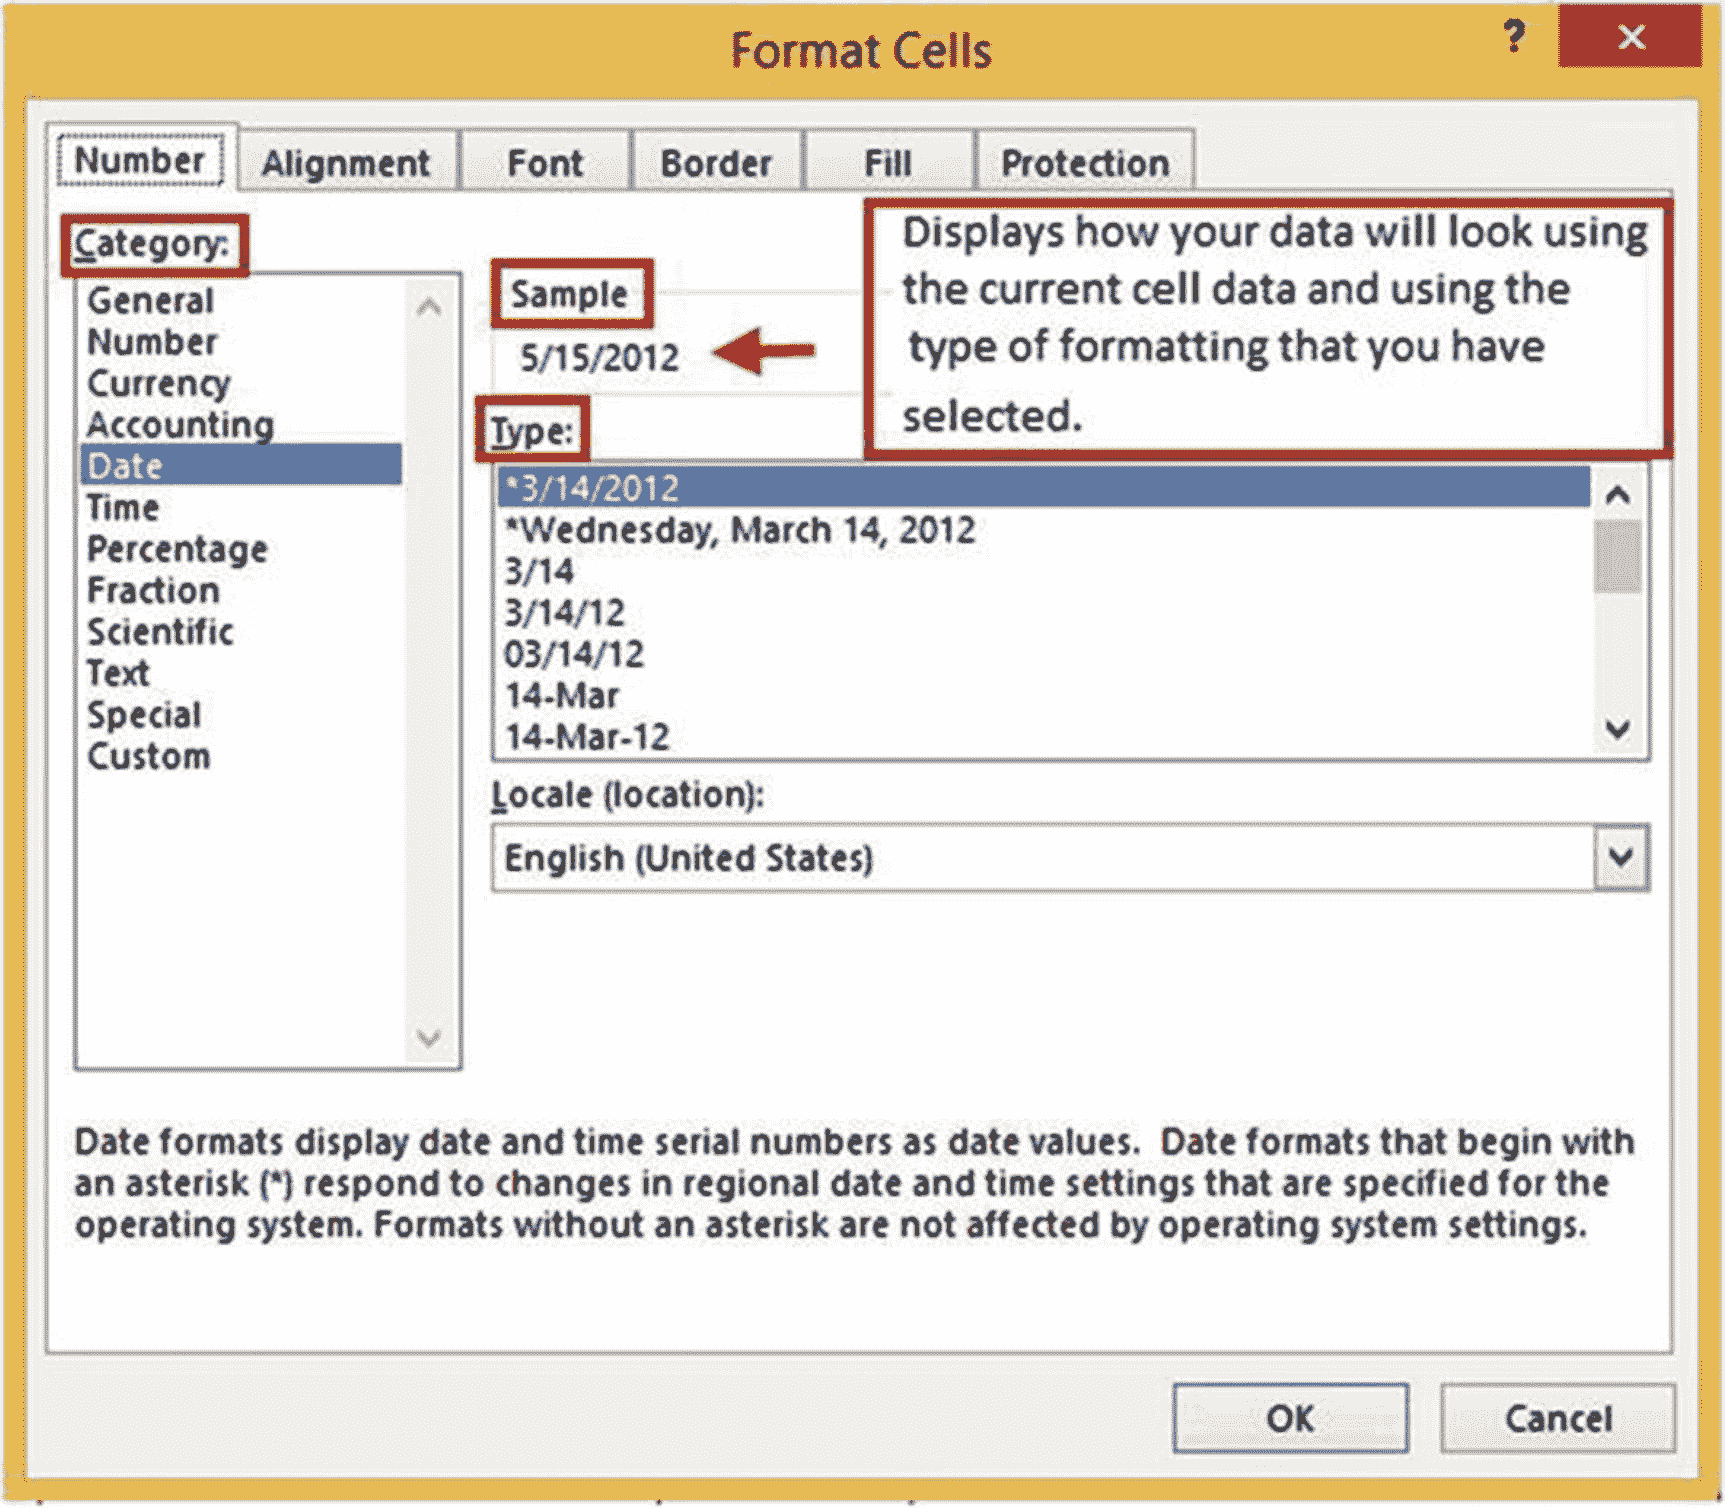 Format Cells
?
Number Alignment Font Border Fill Protection
Category:
General
Number
Currency
Accounting
Date
Time
Percentage
Fraction
Scientific
Text
Special
Custom
Sample
5/15/2012
Displays how your data will look using
the current cell data and using the
type of formatting that you have
selected.
Type:
*3/14/2012
*Wednesday, March 14, 2012
3/14
3/14/12
03/14/12
14-Mar
14-Mar-12
Locale (location):
English (United States)
Date formats display date and time serial numbers as date values.  Date formats that begin with
an asterisk (*) respond to changes in regional date and time settings that are specified for the
operating system. Formats without an asterisk are not affected by operating system settings.
OK Cancel